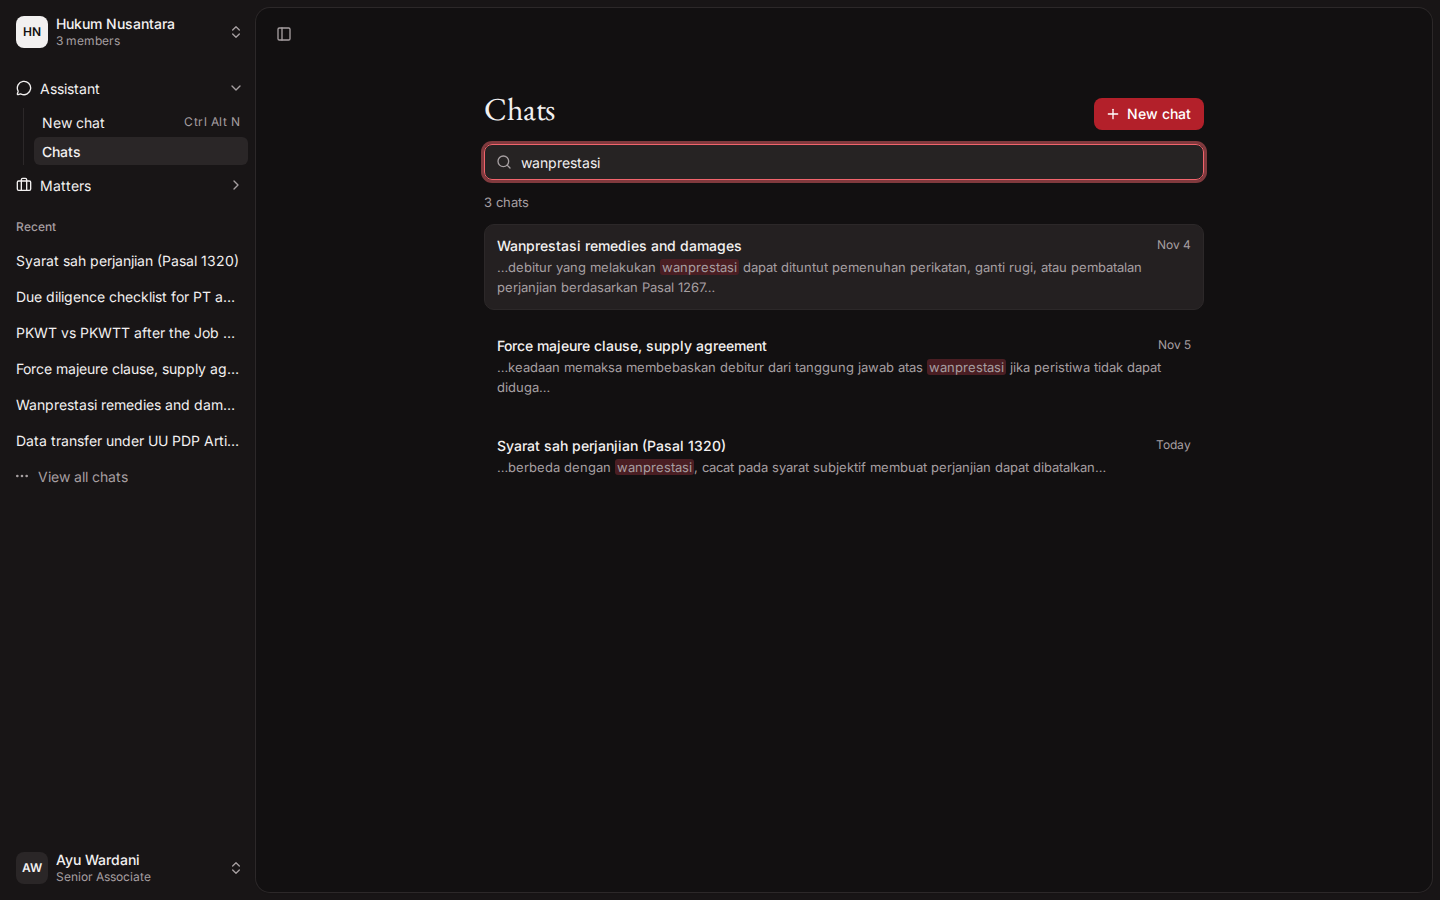 HN
Hukum Nusantara
3 members
Assistant
New chat
Ctrl Alt N
Chats
Matters
Recent
Syarat sah perjanjian (Pasal 1320)
Due diligence checklist for PT a...
PKWT vs PKWTT after the Job ...
Force majeure clause, supply ag...
Wanprestasi remedies and dam...
Data transfer under UU PDP Arti...
View all chats
AW
Ayu Wardani
Senior Associate
Chats
New chat
wanprestasi
3 chats
Wanprestasi remedies and damages
Nov 4
...debitur yang melakukan wanprestasi dapat dituntut pemenuhan perikatan, ganti rugi, atau pembatalan
perjanjian berdasarkan Pasal 1267...
Force majeure clause, supply agreement
Nov 5
...keadaan memaksa membebaskan debitur dari tanggung jawab atas wanprestasi jika peristiwa tidak dapat
diduga...
Syarat sah perjanjian (Pasal 1320)
Today
...berbeda dengan wanprestasi, cacat pada syarat subjektif membuat perjanjian dapat dibatalkan...